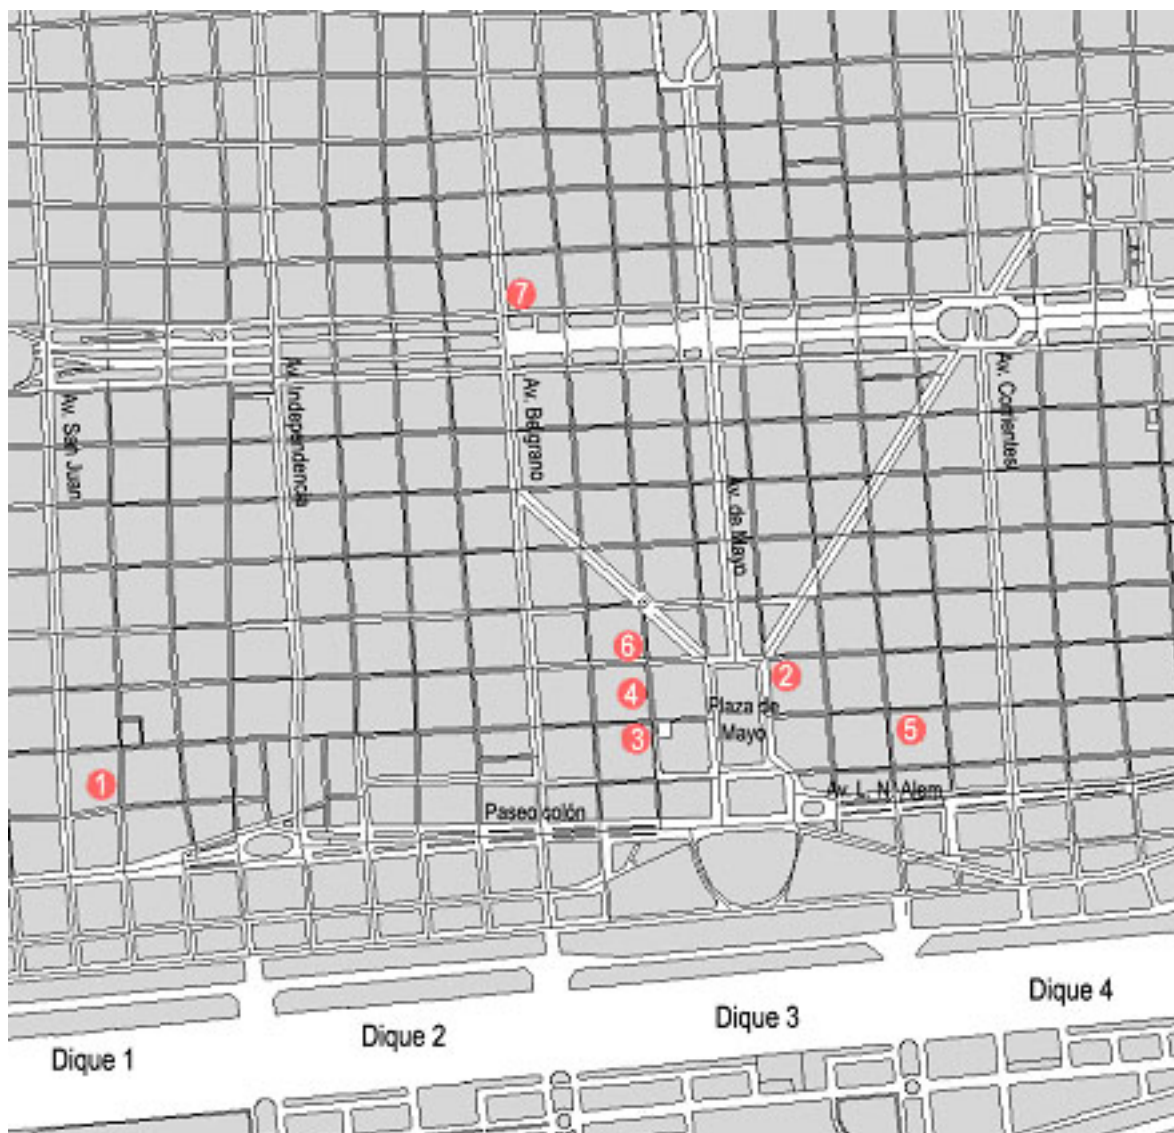 7
Av. San Juan
Av. Independencia
Av. Belgrano
Av. Corrientes
Av. de Mayo
6
2
4
Plaza de
Mayo
3
5
1
Av. L. N. Alem
Paseo colón
Dique 4
Dique 3
Dique 2
Dique 1